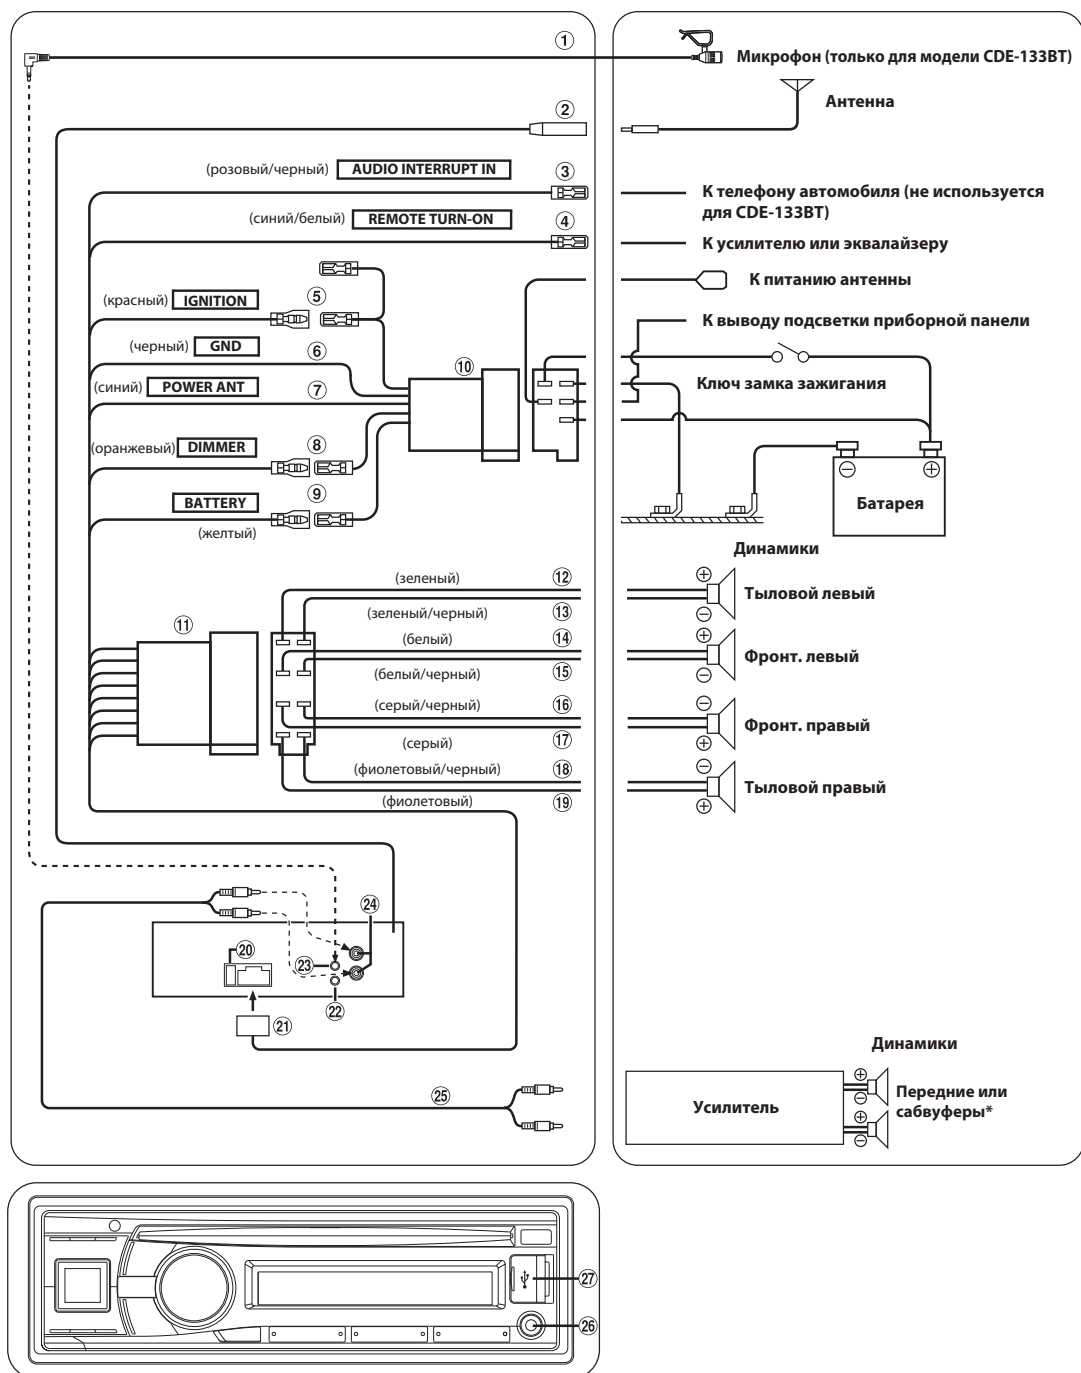 ①
Микрофон (только для модели CDE-133BT)
②
Антенна
(розовый/черный) AUDIO INTERRUPT IN
③
К телефону автомобиля (не используется
для CDE-133BT)
(синий/белый) REMOTE TURN-ON
④
К усилителю или эквалайзеру
К питанию антенны
(красный) IGNITION
⑤
К выводу подсветки приборной панели
(черный) GND
⑥
⑩
Ключ замка зажигания
(синий) POWER ANT
⑦
(оранжевый) DIMMER
⑧
⊖ ⊕
Батарея
BATTERY
⑨
(желтый)
Динамики
(зеленый) ⑫
⊕
Тыловой левый
⊖
(зеленый/черный) ⑬
⑪
(белый) ⑭
⊕
Фронт. левый
⊖
(белый/черный) ⑮
(серый/черный) ⑯
⊖
Фронт. правый
⊕
(серый) ⑰
(фиолетовый/черный) ⑱
⊖
Тыловой правый
⊕
(фиолетовый) ⑲
㉔
⑳
㉓
㉒
㉑
Динамики
㉕
Усилитель
⊕
⊖
⊕
⊖
Передние или
сабвуферы*
㉗
㉖